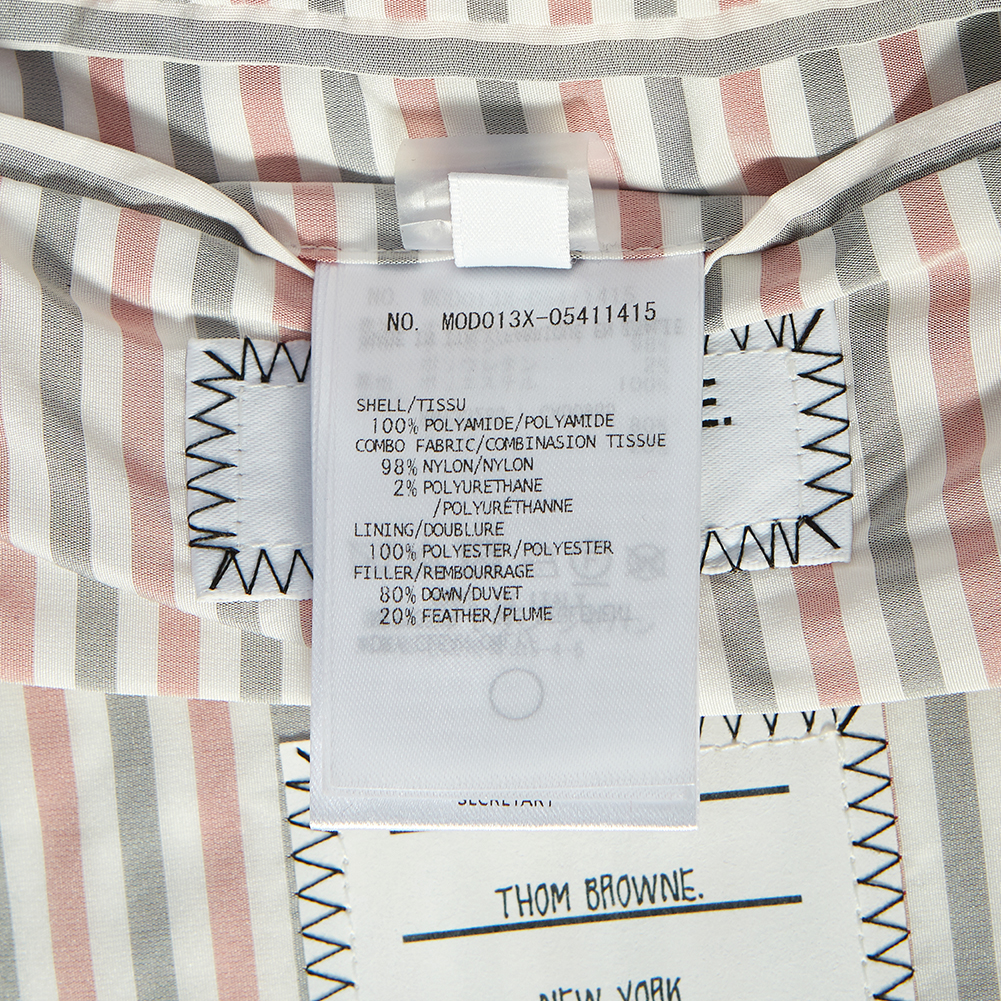 NO. MOD013X-05411415
SHELL/TISSU
100% POLYAMIDE/POLYAMIDE
COMBO FABRIC/COMBINASION TISSUE
98% NYLON/NYLON
2% POLYURETHANE
/POLYURÉTHANNE
LINING/DOUBLURE
100% POLYESTER/POLYESTER
FILLER/REMBOURRAGE
80% DOWN/DUVET
20% FEATHER/PLUME
E.
SECRETARY
THOM BROWNE.
NEW YORK